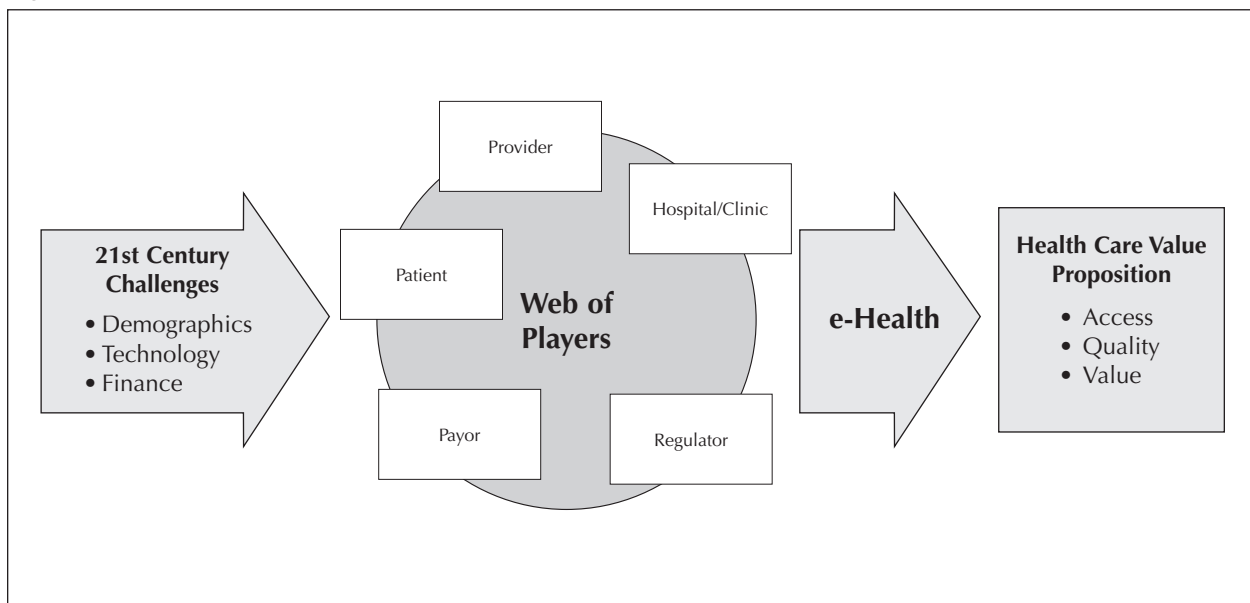 21st Century
Challenges
• Demographics
• Technology
• Finance
Provider
Hospital/Clinic
Patient
Web of
Players
Payor
Regulator
e-Health
Health Care Value
Proposition
• Access
• Quality
• Value